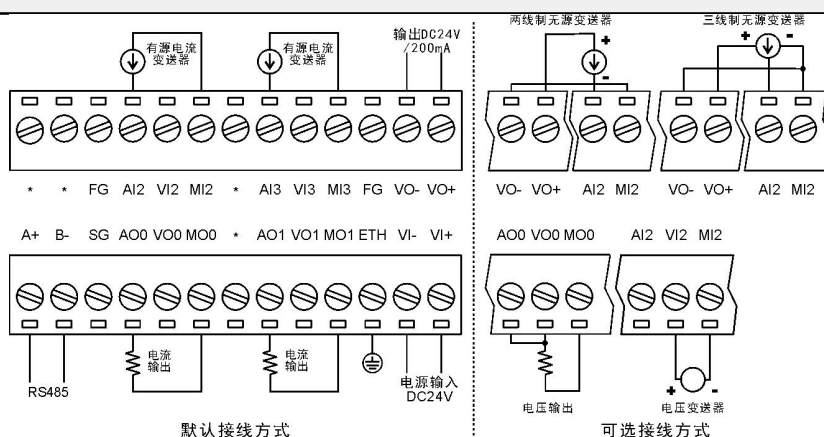 有源电流
变送器
有源电流
变送器
输出DC24V
/200mA
* * FG AI2 VI2 MI2 * AI3 VI3 MI3 FG VO- VO+
A+ B- SG AO0 VO0 MO0 * AO1 VO1 MO1 ETH VI- VI+
RS485
电流
输出
电流
输出
电源输入
DC24V
默认接线方式
两线制无源变送器
+
-
三线制无源变送器
+ -
VO- VO+ AI2 MI2
VO- VO+ AI2 MI2
AO0 VO0 MO0
AI2 VI2 MI2
电压输出
+ -
电压变送器
可选接线方式